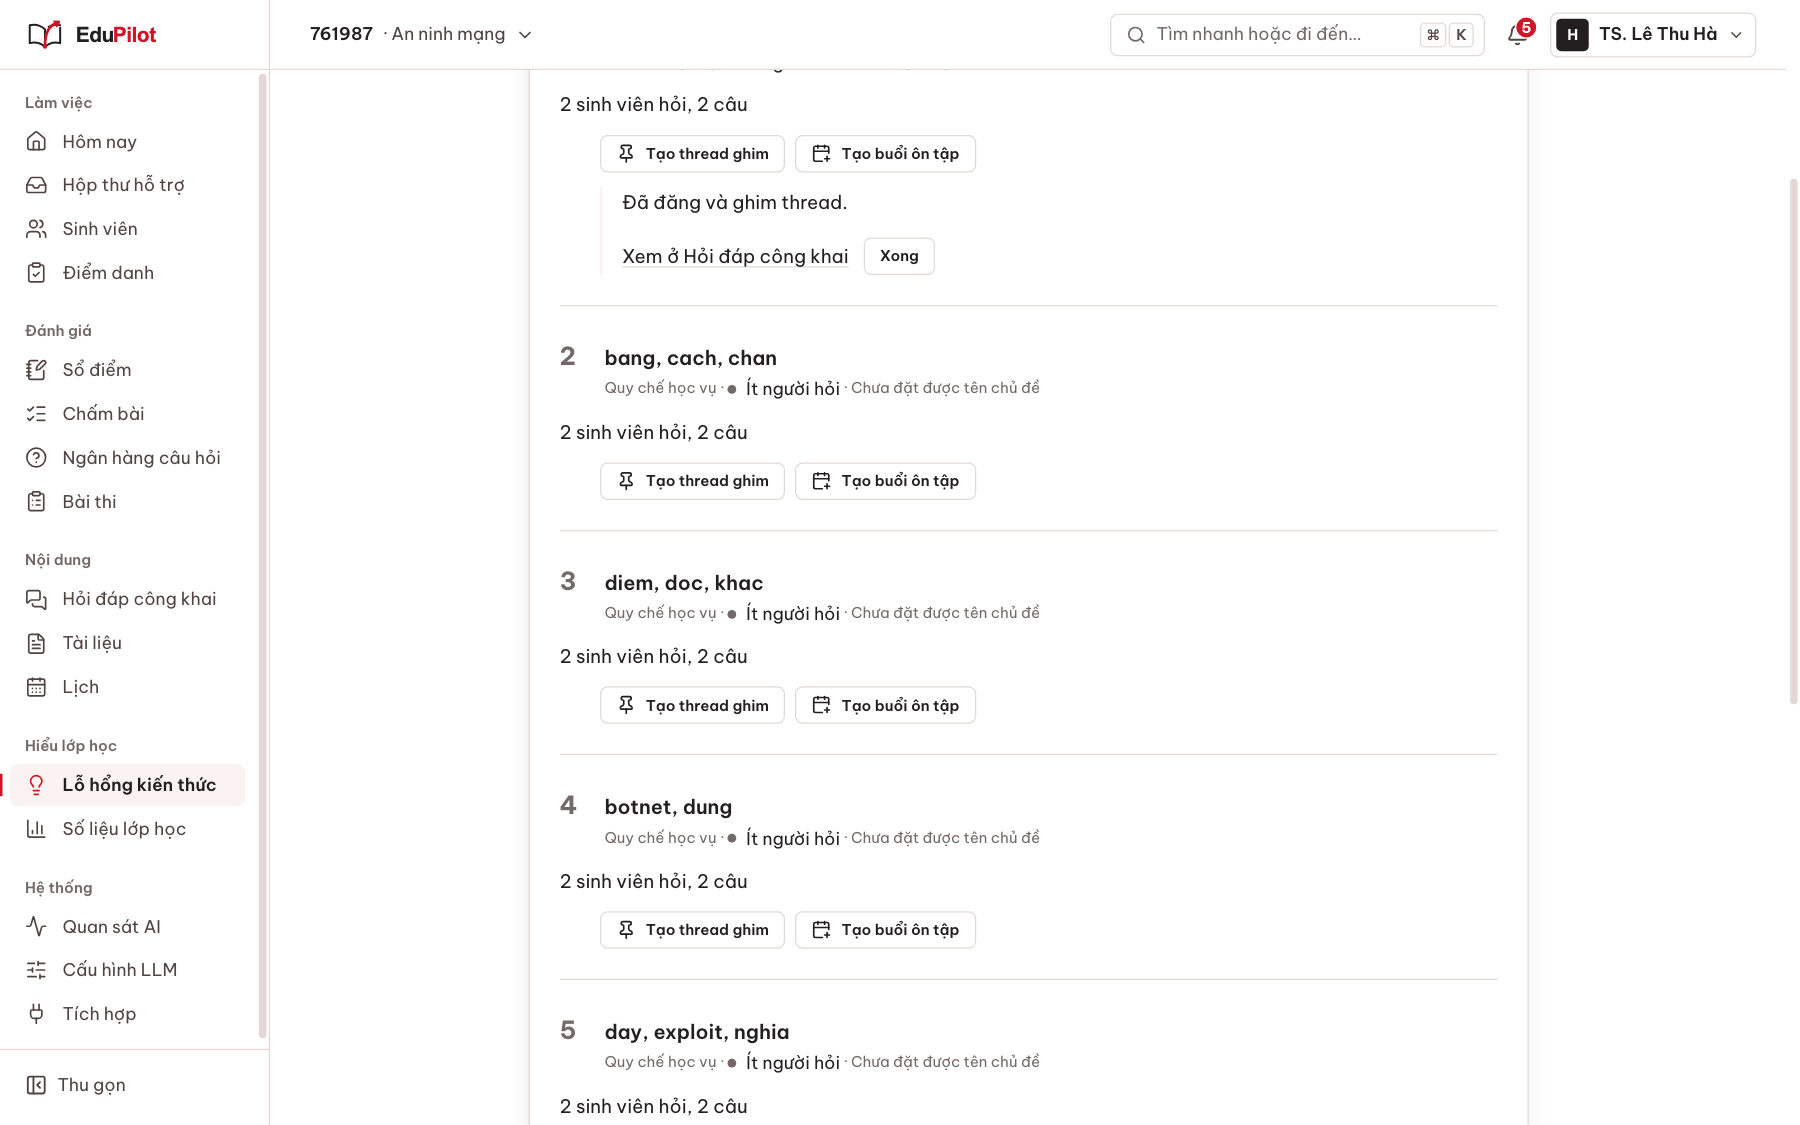 EduPilot
761987 · An ninh mạng
Tìm nhanh hoặc đi đến...
⌘ K
5
H
TS. Lê Thu Hà
Làm việc
Hôm nay
Hộp thư hỗ trợ
Sinh viên
Điểm danh
Đánh giá
Sổ điểm
Chấm bài
Ngân hàng câu hỏi
Bài thi
Nội dung
Hỏi đáp công khai
Tài liệu
Lịch
Hiểu lớp học
Lỗ hổng kiến thức
Số liệu lớp học
Hệ thống
Quan sát AI
Cấu hình LLM
Tích hợp
Thu gọn
2 sinh viên hỏi, 2 câu
Tạo thread ghim
Tạo buổi ôn tập
Đã đăng và ghim thread.
Xem ở Hỏi đáp công khai
Xong
2 bang, cach, chan
Quy chế học vụ · Ít người hỏi · Chưa đặt được tên chủ đề
2 sinh viên hỏi, 2 câu
Tạo thread ghim
Tạo buổi ôn tập
3 diem, doc, khac
Quy chế học vụ · Ít người hỏi · Chưa đặt được tên chủ đề
2 sinh viên hỏi, 2 câu
Tạo thread ghim
Tạo buổi ôn tập
4 botnet, dung
Quy chế học vụ · Ít người hỏi · Chưa đặt được tên chủ đề
2 sinh viên hỏi, 2 câu
Tạo thread ghim
Tạo buổi ôn tập
5 day, exploit, nghia
Quy chế học vụ · Ít người hỏi · Chưa đặt được tên chủ đề
2 sinh viên hỏi, 2 câu